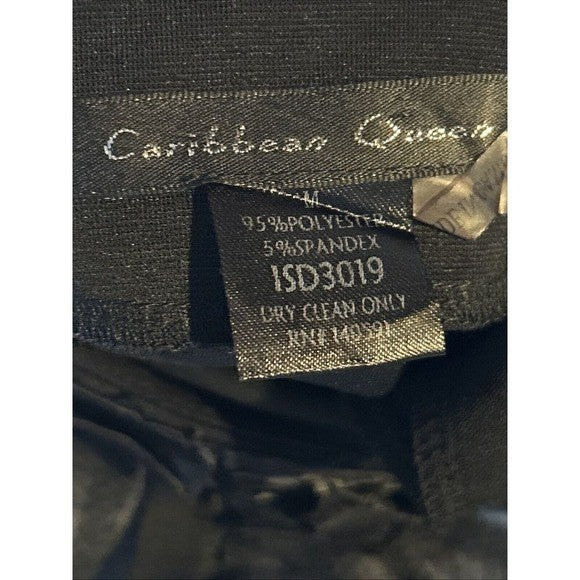 Caribbean Queen
M
95%POLYESTER
5%SPANDEX
ISD3019
DRY CLEAN ONLY
RN# 140591